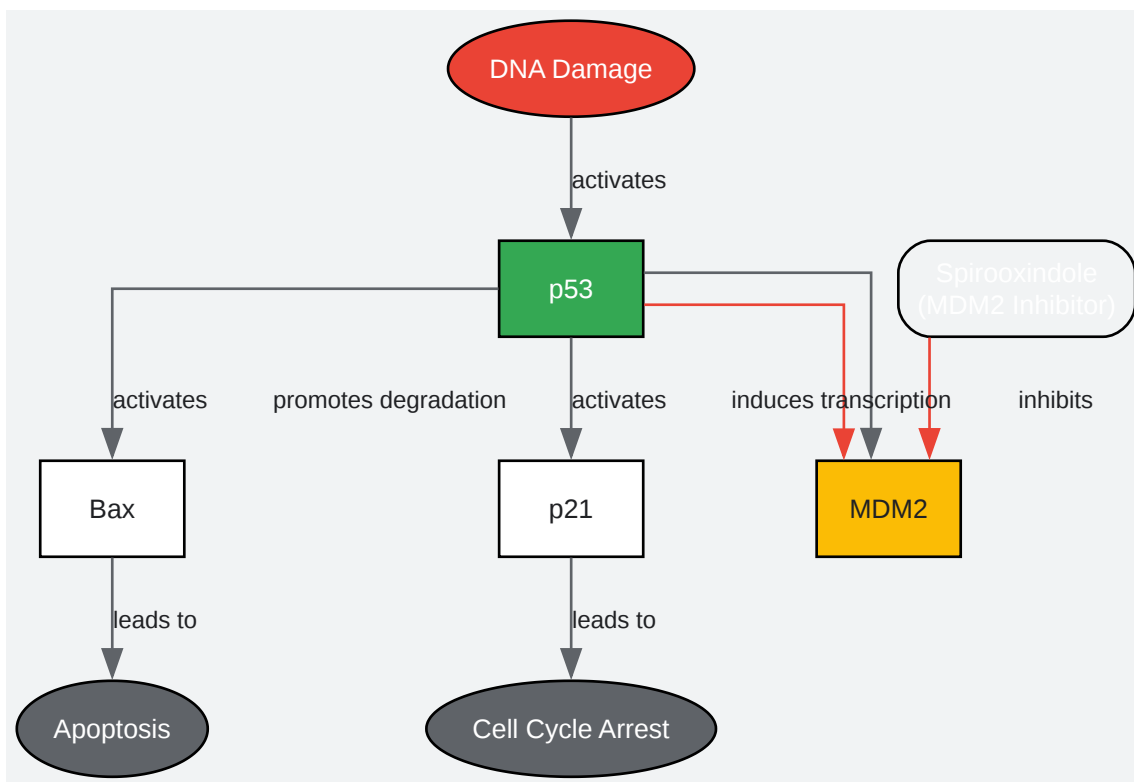 DNA Damage
activates
p53
Spirooxindole
(MDM2 Inhibitor)
activates
promotes degradation
activates
induces transcription
inhibits
Bax
p21
MDM2
leads to
leads to
Apoptosis
Cell Cycle Arrest